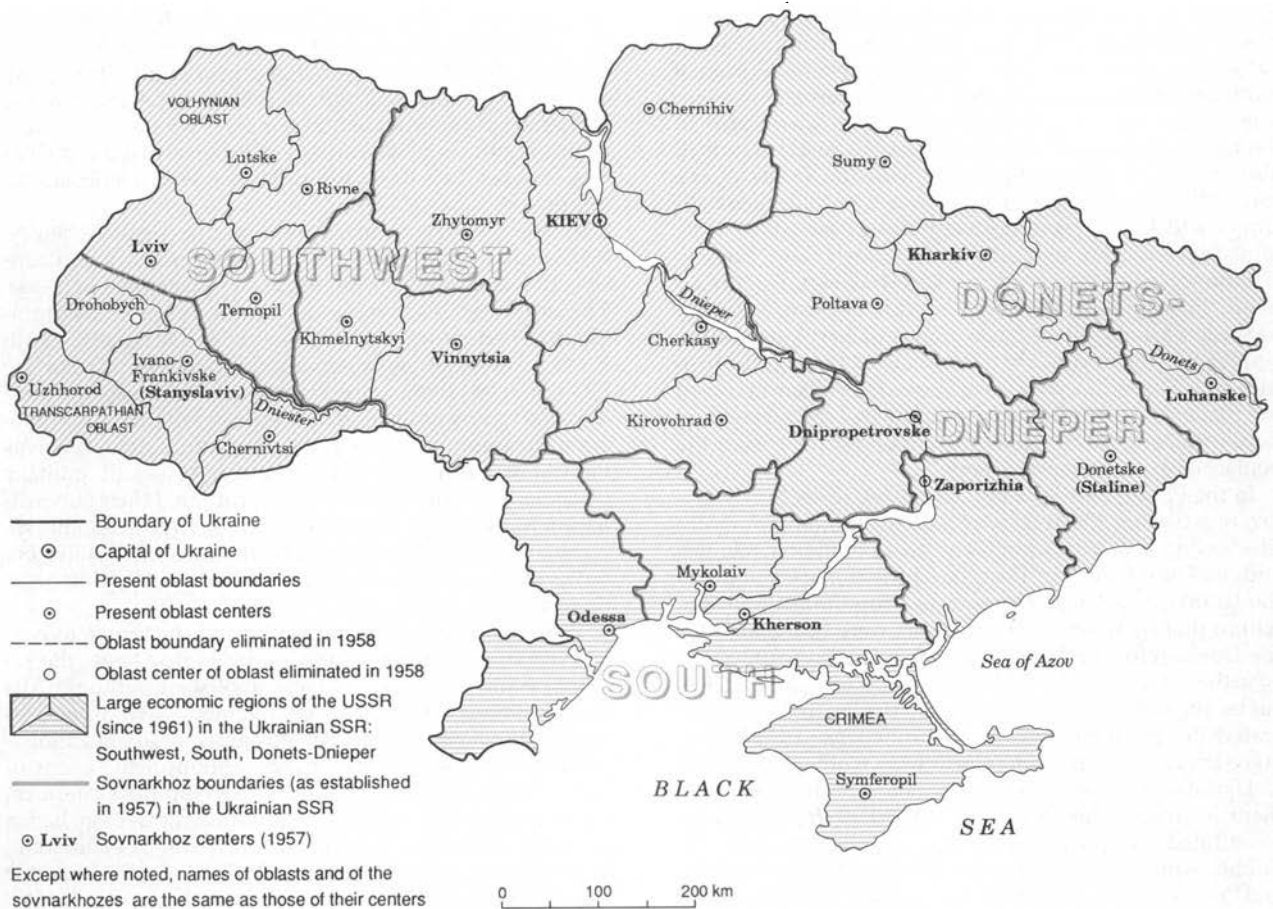 Chernihiv
VOLHYNIAN
OBLAST
Sumy
Lutske
Rivne
Zhytomyr
KIEV
Lviv
Kharkiv
SOUTHWEST
DONETS-
Drohobych
Ternopil
Dnieper
Poltava
Khmelnytskyi
Cherkasy
Vinnytsia
Ivano-
Frankivske
(Stanyslaviv)
Donets
Uzhhorod
Luhanske
TRANSCARPATHIAN
OBLAST
Dniester
Kirovohrad
Dnipropetrovske
DNIEPER
Chernivtsi
Donetske
(Staline)
Zaporizhia
Mykolaiv
Odessa
Kherson
Sea of Azov
SOUTH
CRIMEA
Symferopil
BLACK
SEA
Boundary of Ukraine
Capital of Ukraine
Present oblast boundaries
Present oblast centers
Oblast boundary eliminated in 1958
Oblast center of oblast eliminated in 1958
Large economic regions of the USSR
(since 1961) in the Ukrainian SSR:
Southwest, South, Donets-Dnieper
Sovnarkhoz boundaries (as established
in 1957) in the Ukrainian SSR
Lviv Sovnarkhoz centers (1957)
Except where noted, names of oblasts and of the
sovnarkhozes are the same as those of their centers
0 100 200 km